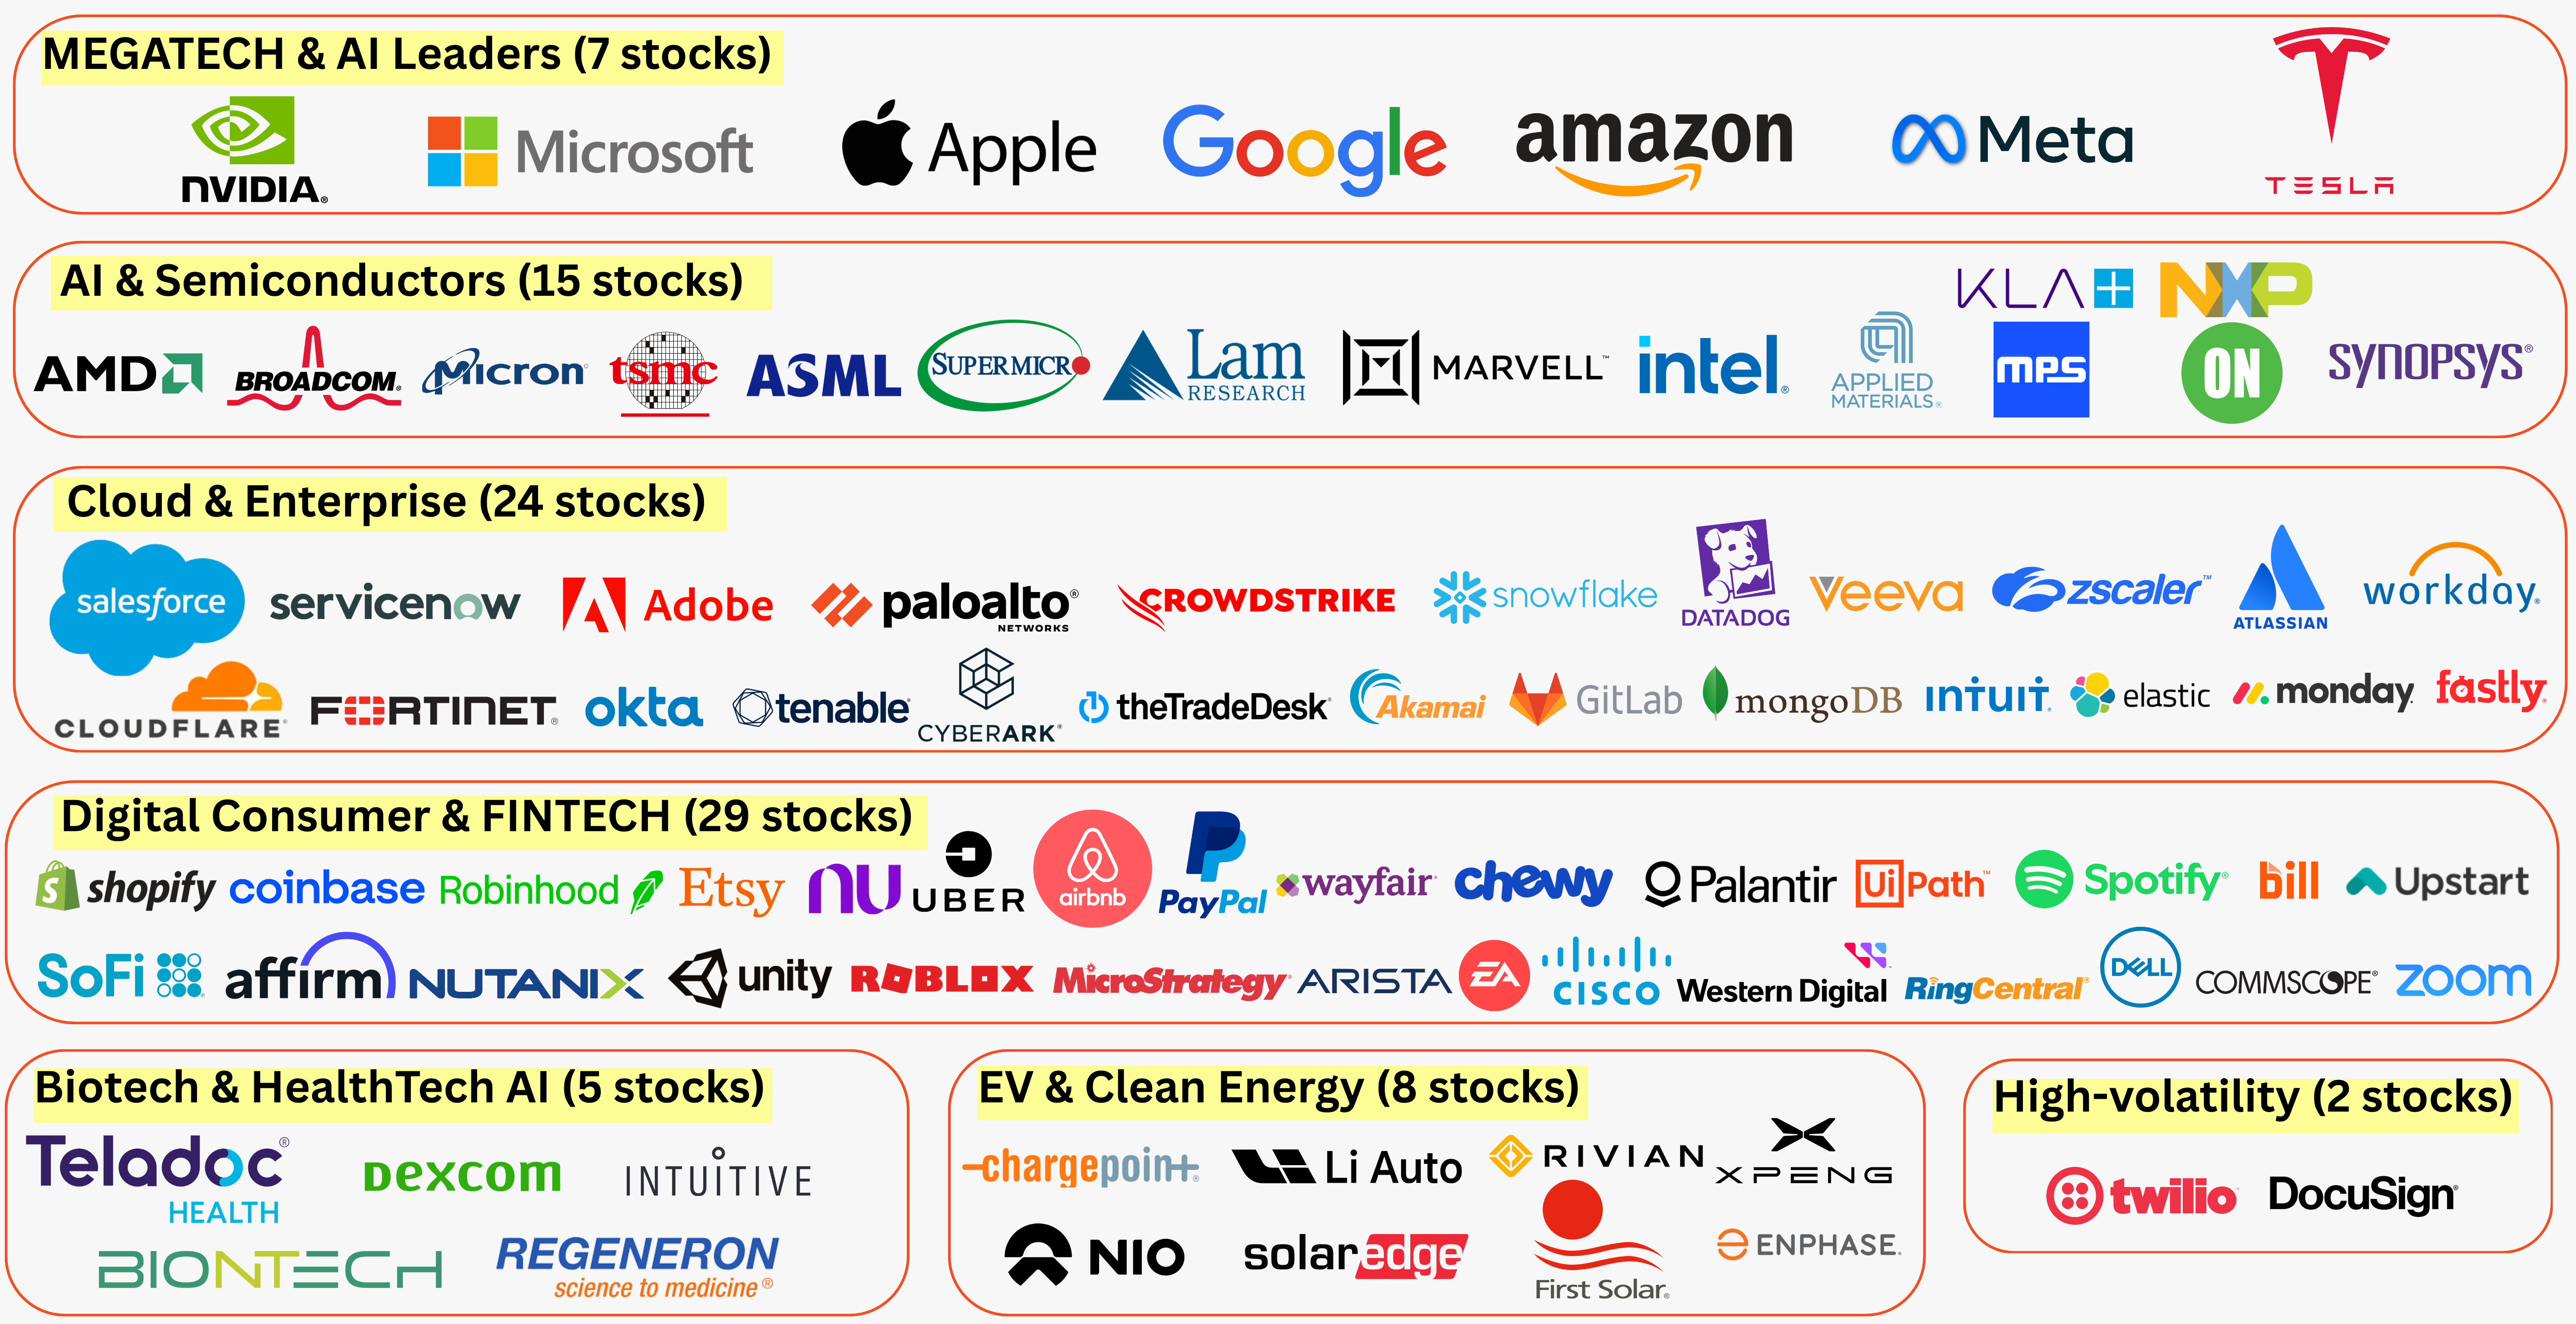 MEGATECH & AI Leaders (7 stocks)
NVIDIA®
Microsoft
Apple
Google
amazon
Meta
TESLA
AI & Semiconductors (15 stocks)
KLA+
NXP
AMD
BROADCOM®
Micron
tsmc
ASML
SUPERMICRO
Lam
RESEARCH
MARVELL™
intel®
APPLIED
MATERIALS®
MPS
ON
SYNOPSYS®
Cloud & Enterprise (24 stocks)
salesforce
servicenow
Adobe
paloalto®
NETWORKS
CROWDSTRIKE
snowflake
DATADOG
Veeva
zscaler™
ATLASSIAN
workday®
CLOUDFLARE®
FORTINET®
okta
tenable®
CYBERARK®
theTradeDesk®
Akamai
GitLab
mongoDB
INTUIT®
elastic
monday
fastly®
Digital Consumer & FINTECH (29 stocks)
shopify
coinbase
Robinhood
Etsy
nu
UBER
airbnb
PayPal
wayfair®
chewy
Palantir
UiPath™
Spotify®
bill
Upstart
SoFi
affirm
NUTANIX
unity
ROBLOX
MicroStrategy®
ARISTA
EA
CISCO
Western Digital
RingCentral®
DELL
COMMSCOPE®
zoom
Biotech & HealthTech AI (5 stocks)
Teladoc®
HEALTH
Dexcom
INTUITIVE
BIONTECH
REGENERON
science to medicine®
EV & Clean Energy (8 stocks)
chargepoin+®
Li Auto
RIVIAN
XPENG
NIO
solaredge
First Solar®
ENPHASE®
High-volatility (2 stocks)
twilio
DocuSign®